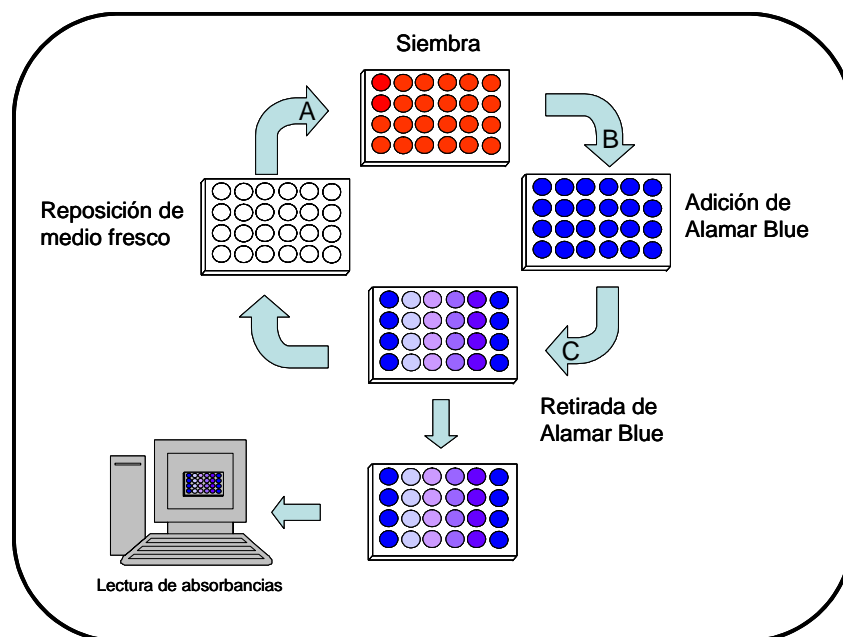 Siembra
A
B
Reposición de
medio fresco
Adición de
Alamar Blue
C
Retirada de
Alamar Blue
Lectura de absorbancias